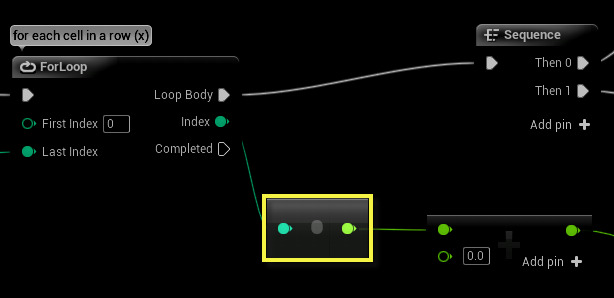 for each cell in a row (x)
ForLoop
Sequence
Loop Body
Then 0
First Index 0
Index
Then 1
Last Index
Completed
Add pin
0.0
Add pin